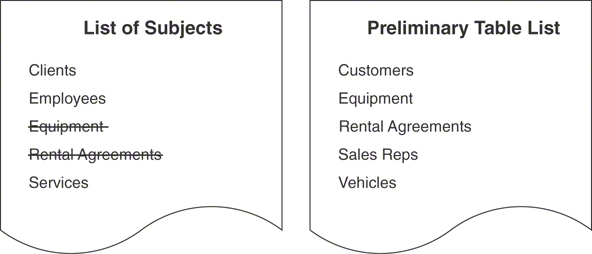 List of Subjects
Clients
Employees
Equipment
Rental Agreements
Services
Preliminary Table List
Customers
Equipment
Rental Agreements
Sales Reps
Vehicles